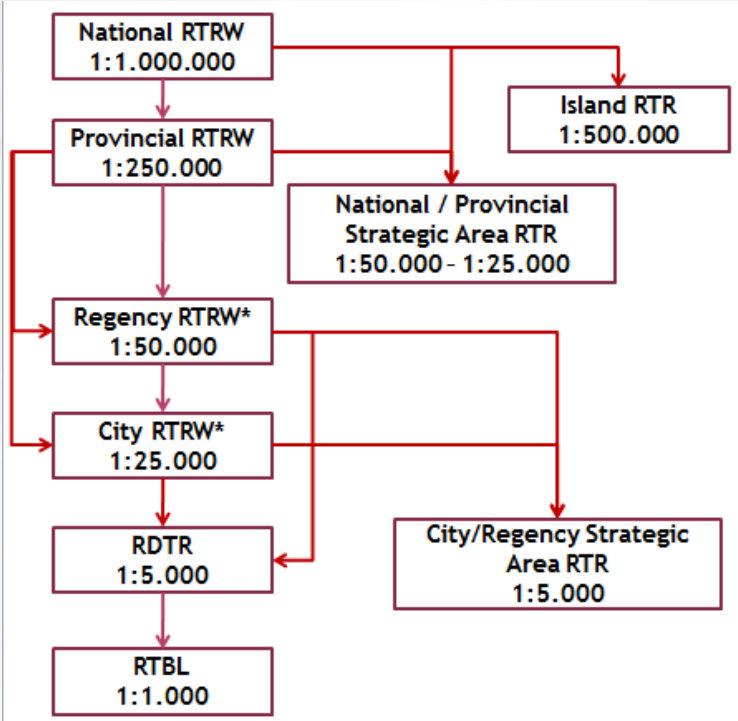 National RTRW
1:1.000.000
Island RTR
1:500.000
Provincial RTRW
1:250.000
National / Provincial
Strategic Area RTR
1:50.000 – 1:25.000
Regency RTRW*
1:50.000
City RTRW*
1:25.000
RDTR
1:5.000
City/Regency Strategic
Area RTR
1:5.000
RTBL
1:1.000